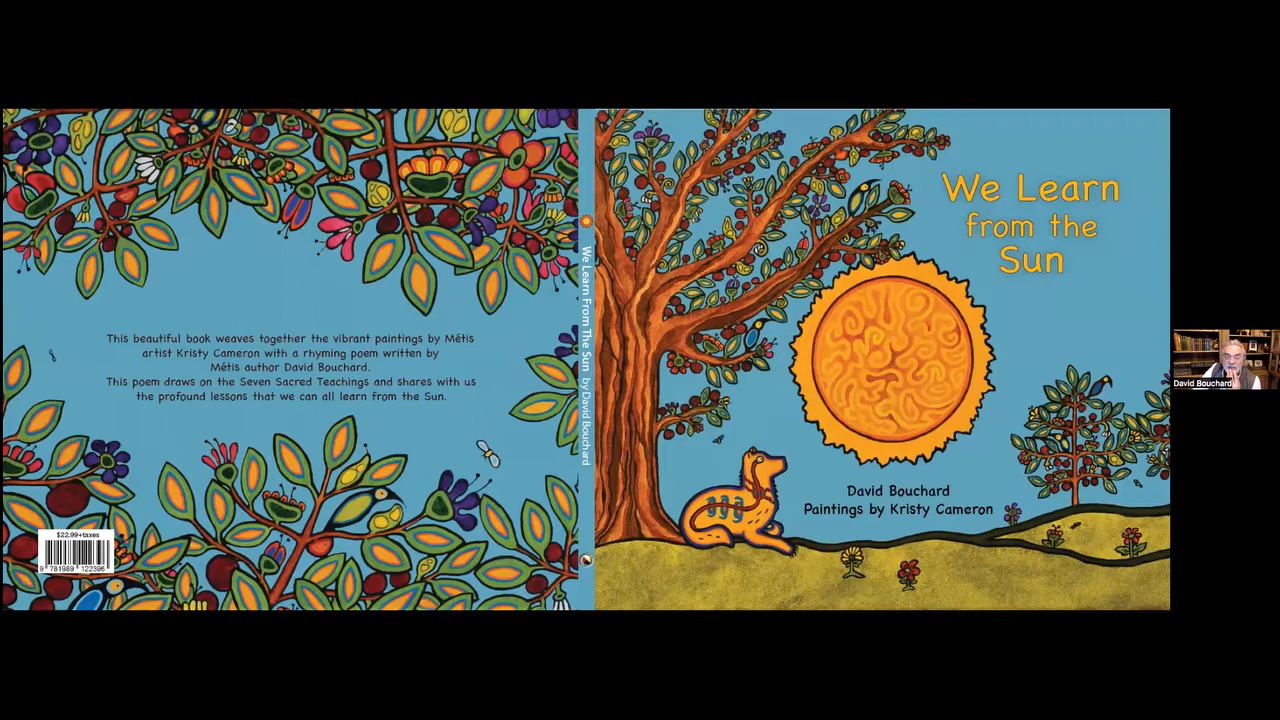 This beautiful book weaves together the vibrant paintings by Métis
artist Kristy Cameron with a rhyming poem written by
Métis author David Bouchard.
This poem draws on the Seven Sacred Teachings and shares with us
the profound lessons that we can all learn from the Sun.
$22.99+taxes
9 781989 122396
We Learn From The Sun by David Bouchard
We Learn
from the
Sun
David Bouchard
Paintings by Kristy Cameron
David Bouchard